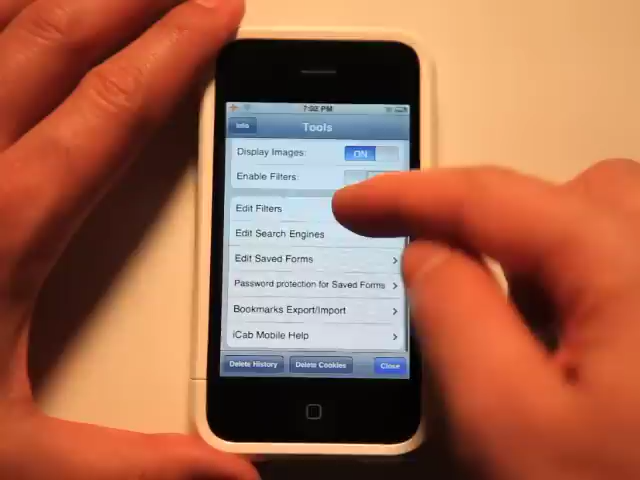 7:52 PM
Info
Tools
Display Images:
ON
Enable Filters:
Edit Filters
Edit Search Engines
Edit Saved Forms
Password protection for Saved Forms
Bookmarks Export/Import
iCab Mobile Help
Delete History
Delete Cookies
Close